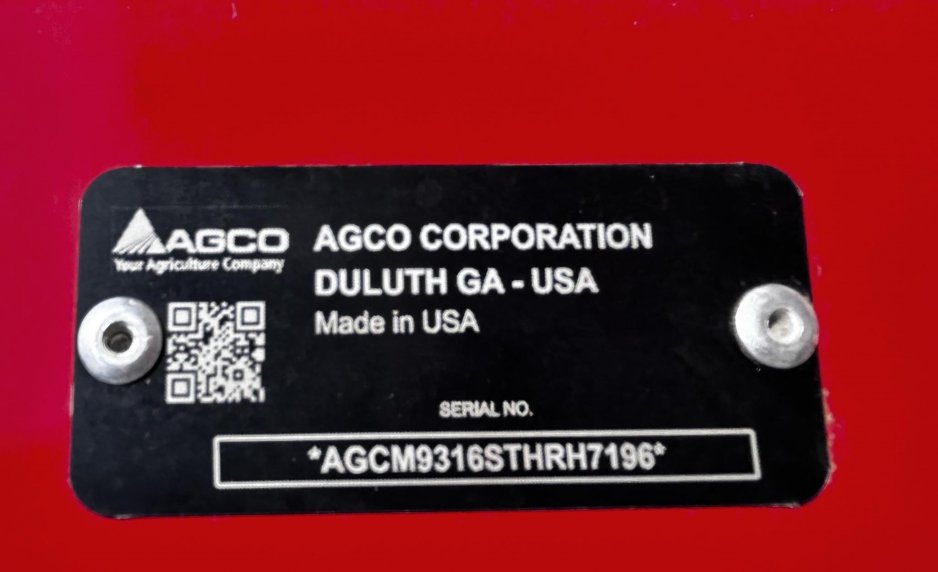 AGCO
Your Agriculture Company
AGCO CORPORATION
DULUTH GA - USA
Made in USA
SERIAL NO.
*AGCM9316STHRH7196*